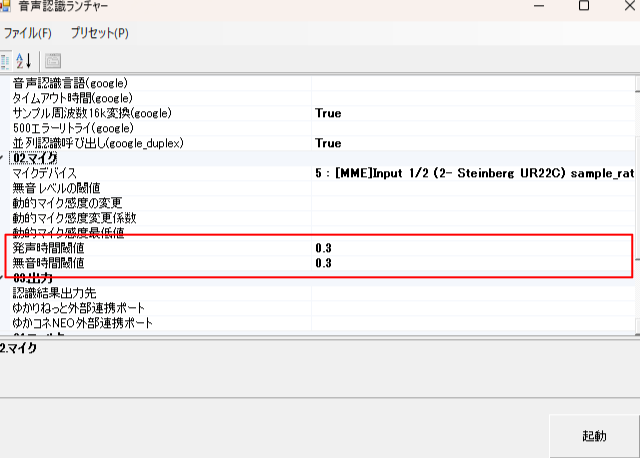 音声認識ランチャー
ファイル(F) プリセット(P)
音声認識言語(google)
タイムアウト時間(google)
サンプル周波数16k変換(google) True
500エラーリトライ(google)
並列認識呼び出し(google_duplex) True
02.マイク
マイクデバイス 5 : [MME]Input 1/2 (2- Steinberg UR22C) sample_rat
無音レベルの閾値
動的マイク感度の変更
動的マイク感度変更係数
動的マイク感度最低値
発声時間閾値 0.3
無音時間閾値 0.3
03.出力
認識結果出力先
ゆかりねっと外部連携ポート
ゆかコネNEO外部連携ポート
2.マイク
起動